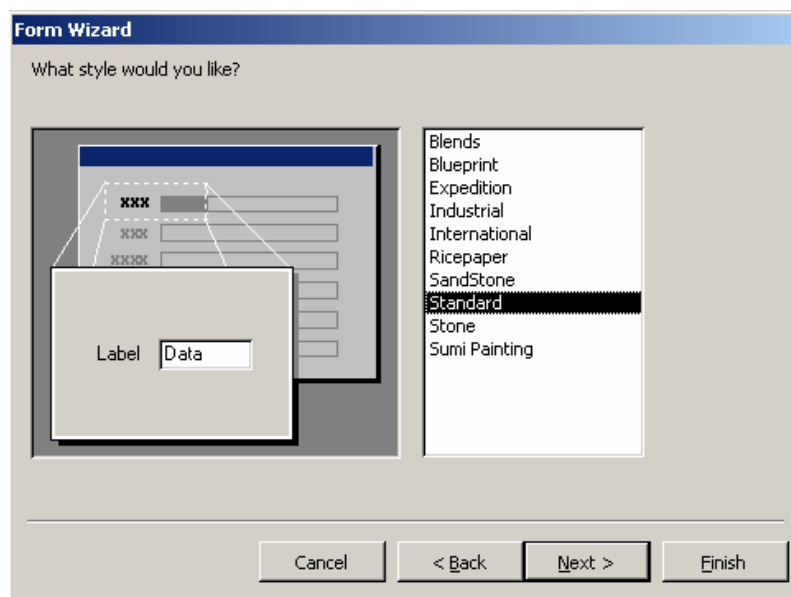 Form Wizard
What style would you like?
xxx
xxx
xxxx
Label Data
Blends
Blueprint
Expedition
Industrial
International
Ricepaper
SandStone
Standard
Stone
Sumi Painting
Cancel < Back Next > Finish